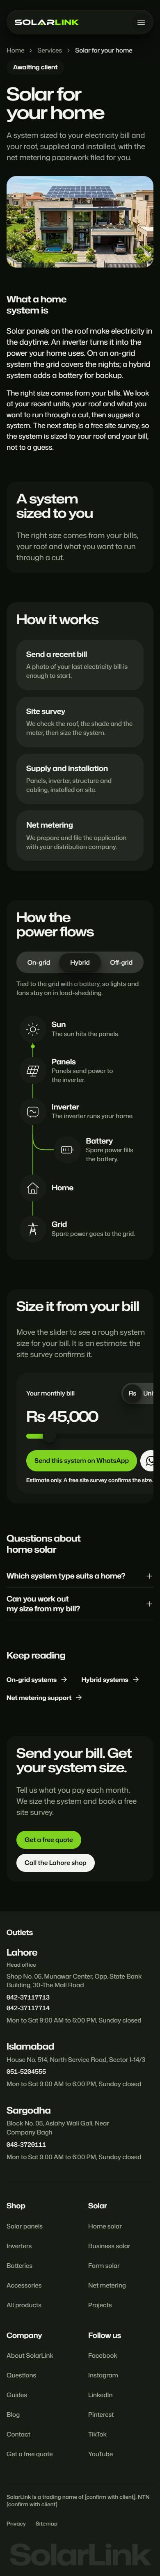 SOLARLINK
Home > Services > Solar for your home
Awaiting client
Solar for
your home
A system sized to your electricity bill and
your roof, supplied and installed, with the
net metering paperwork filed for you.
What a home
system is
Solar panels on the roof make electricity in
the daytime. An inverter turns it into the
power your home uses. On an on-grid
system the grid covers the nights; a hybrid
system adds a battery for backup.
The right size comes from your bills. We look
at your recent units, your roof and what you
want to run through a cut, then suggest a
system. The next step is a free site survey, so
the system is sized to your roof and your bill,
not to a guess.
A system
sized to you
The right size comes from your bills,
your roof and what you want to run
through a cut.
How it works
Send a recent bill
A photo of your last electricity bill is
enough to start.
Site survey
We check the roof, the shade and the
meter, then size the system.
Supply and installation
Panels, inverter, structure and
cabling, installed on site.
Net metering
We prepare and file the application
with your distribution company.
How the
power flows
On-grid Hybrid Off-grid
Tied to the grid with a battery, so lights and
fans stay on in load-shedding.
Sun
The sun hits the panels.
Panels
Panels send power to
the inverter.
Inverter
The inverter runs your home.
Battery
Spare power fills
the battery.
Home
Grid
Spare power goes to the grid.
Size it from your bill
Move the slider to see a rough system
size for your bill. It is an estimate: the
site survey confirms it.
Your monthly bill Rs Uni
Rs 45,000
Send this system on WhatsApp
Estimate only. A free site survey confirms the size.
Questions about
home solar
Which system type suits a home?
Can you work out
my size from my bill?
Keep reading
On-grid systems → Hybrid systems →
Net metering support →
Send your bill. Get
your system size.
Tell us what you pay each month.
We size the system and book a free
site survey.
Get a free quote
Call the Lahore shop
Outlets
Lahore
Head office
Shop No. 05, Munawar Center, Opp. State Bank
Building, 30-The Mall Road
042-37117713
042-37117714
Mon to Sat 9:00 AM to 6:00 PM, Sunday closed
Islamabad
House No. 514, North Service Road, Sector I-14/3
051-5204555
Mon to Sat 9:00 AM to 6:00 PM, Sunday closed
Sargodha
Block No. 05, Aslahy Wali Gali, Near
Company Bagh
048-3720111
Mon to Sat 9:00 AM to 6:00 PM, Sunday closed
Shop Solar
Solar panels Home solar
Inverters Business solar
Batteries Farm solar
Accessories Net metering
All products Projects
Company Follow us
About SolarLink Facebook
Questions Instagram
Guides LinkedIn
Blog Pinterest
Contact TikTok
Get a free quote YouTube
SolarLink is a trading name of [confirm with client]. NTN
[confirm with client].
Privacy Sitemap
SolarLink